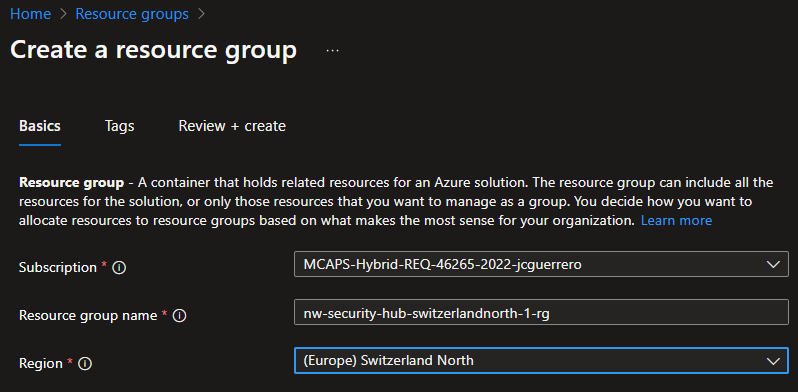 Home > Resource groups >
Create a resource group ...
Basics Tags Review + create
Resource group - A container that holds related resources for an Azure solution. The resource group can include all the
resources for the solution, or only those resources that you want to manage as a group. You decide how you want to
allocate resources to resource groups based on what makes the most sense for your organization. Learn more
Subscription * MCAPS-Hybrid-REQ-46265-2022-jcguerrero
Resource group name * nw-security-hub-switzerlandnorth-1-rg
Region * (Europe) Switzerland North